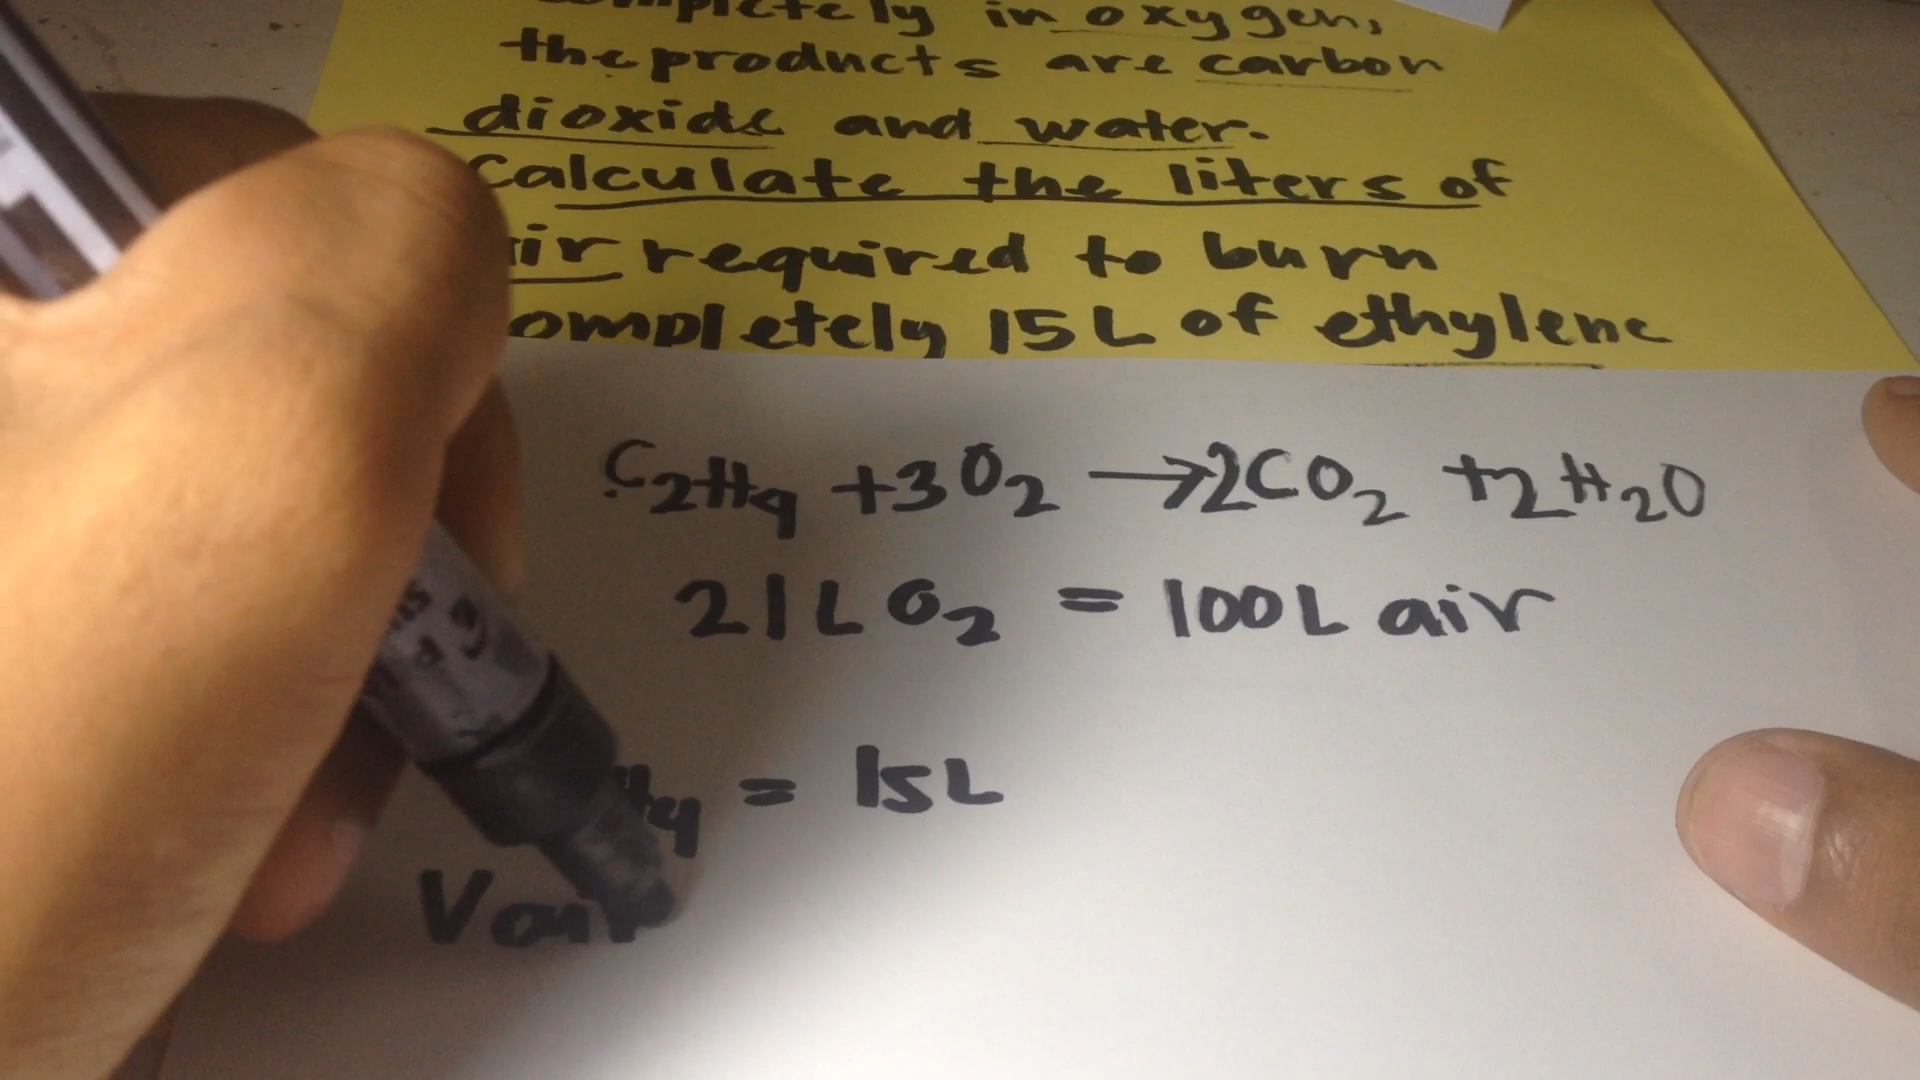 in oxygen,
the products are carbon
dioxide and water.
Calculate the liters of
required to burn
15L of ethylene
C₂H₄ + 3O₂ → 2CO₂ + 2H₂O
21L O₂ = 100L air
= 15L
Vair